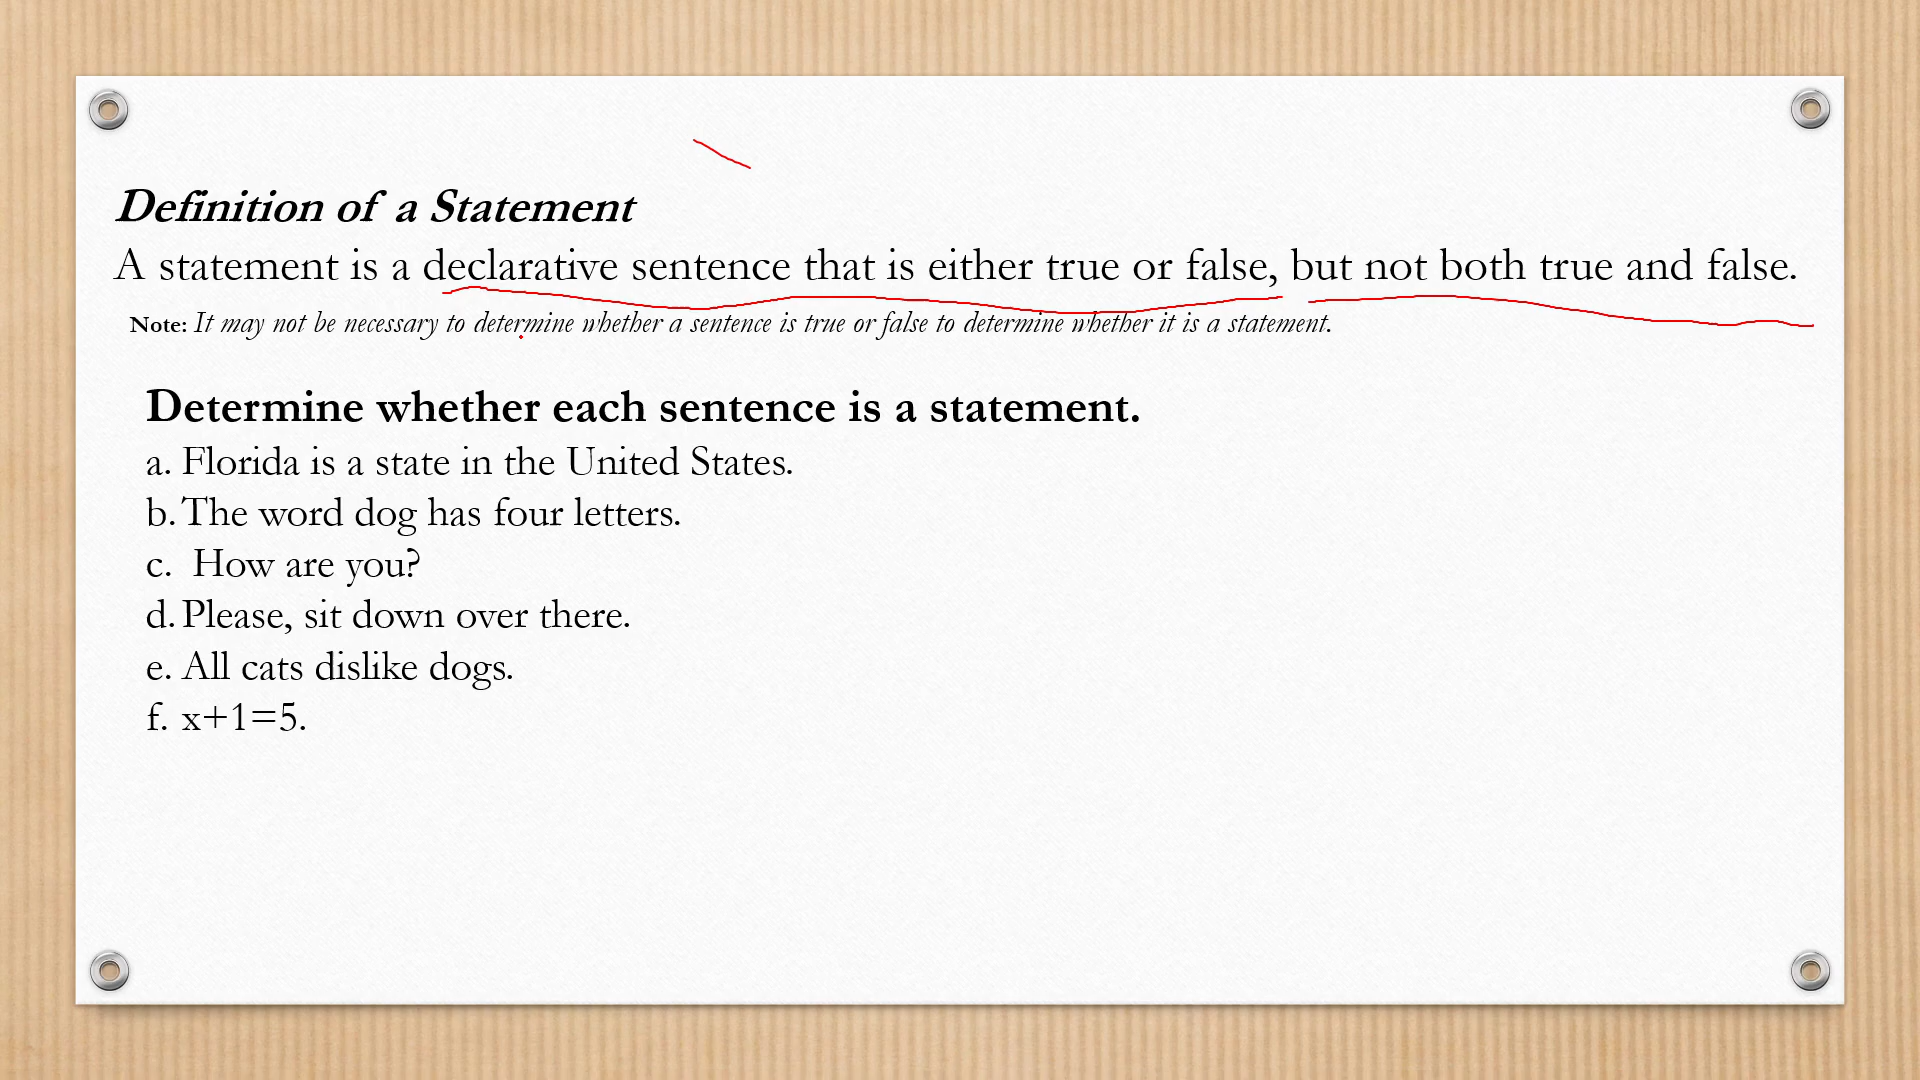 Definition of a Statement
A statement is a declarative sentence that is either true or false, but not both true and false.
Note: It may not be necessary to determine whether a sentence is true or false to determine whether it is a statement.
Determine whether each sentence is a statement.
a. Florida is a state in the United States.
b. The word dog has four letters.
c. How are you?
d. Please, sit down over there.
e. All cats dislike dogs.
f. x+1=5.